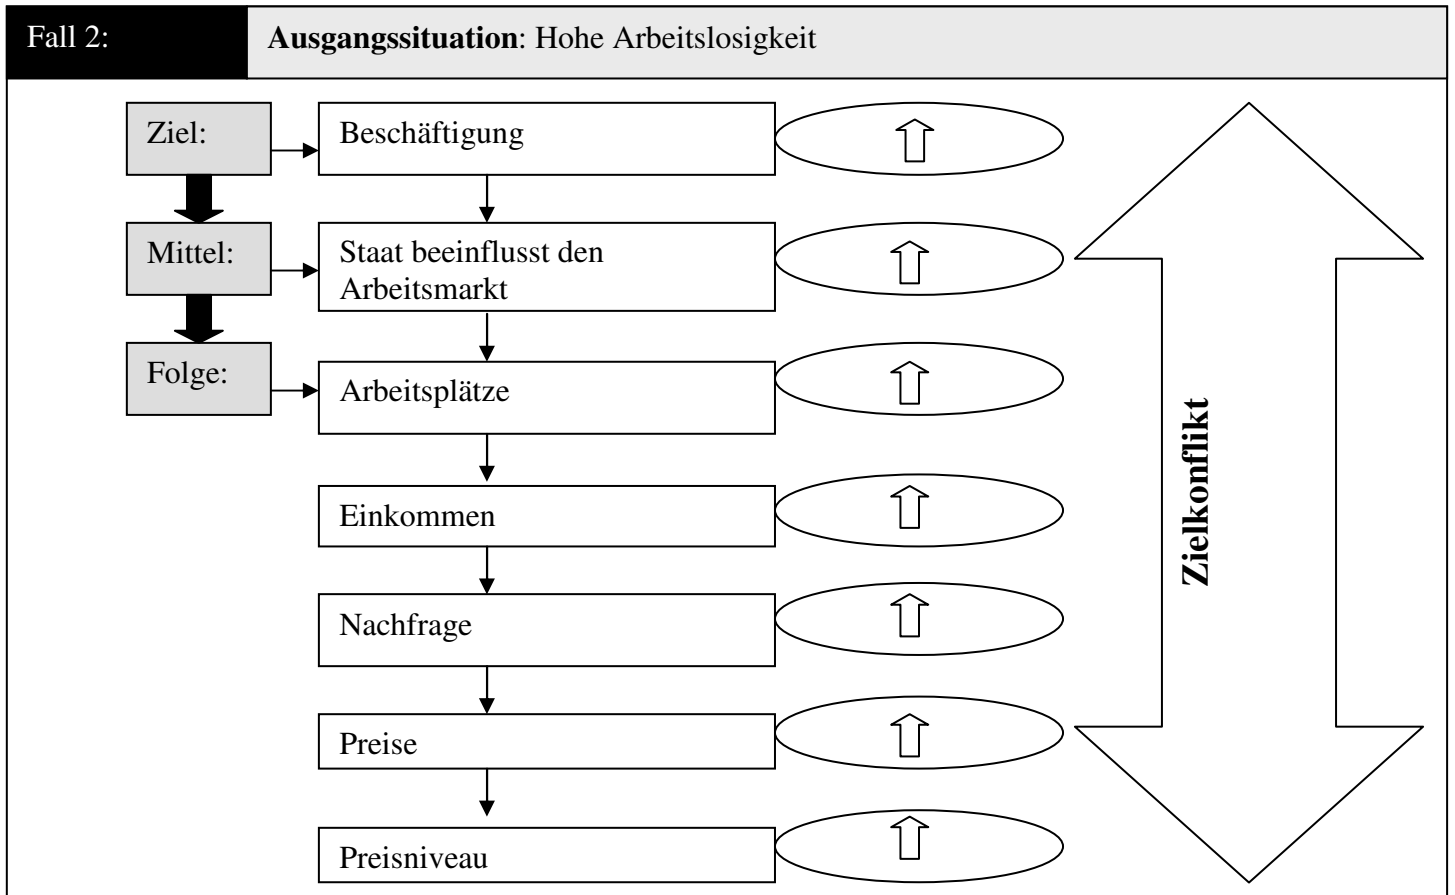 Fall 2:
Ausgangssituation: Hohe Arbeitslosigkeit
Ziel:
Beschäftigung
Mittel:
Staat beeinflusst den
Arbeitsmarkt
Folge:
Arbeitsplätze
Einkommen
Nachfrage
Preise
Preisniveau
Zielkonflikt